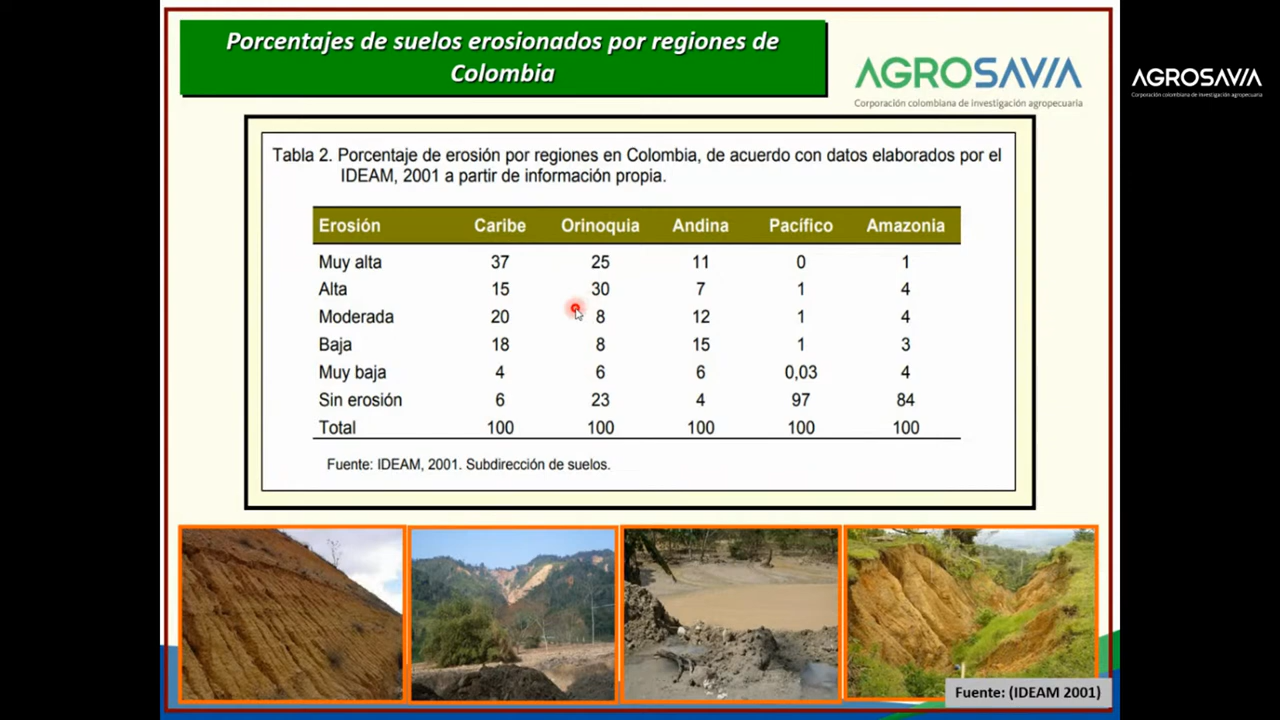 Porcentajes de suelos erosionados por regiones de
Colombia
AGROSAVIA
Corporación colombiana de investigación agropecuaria
AGROSAVIA
Corporación colombiana de investigación agropecuaria
Tabla 2. Porcentaje de erosión por regiones en Colombia, de acuerdo con datos elaborados por el
IDEAM, 2001 a partir de información propia.
Erosión Caribe Orinoquia Andina Pacífico Amazonia
Muy alta 37 25 11 0 1
Alta 15 30 7 1 4
Moderada 20 8 12 1 4
Baja 18 8 15 1 3
Muy baja 4 6 6 0,03 4
Sin erosión 6 23 4 97 84
Total 100 100 100 100 100
Fuente: IDEAM, 2001. Subdirección de suelos.
Fuente: (IDEAM 2001)